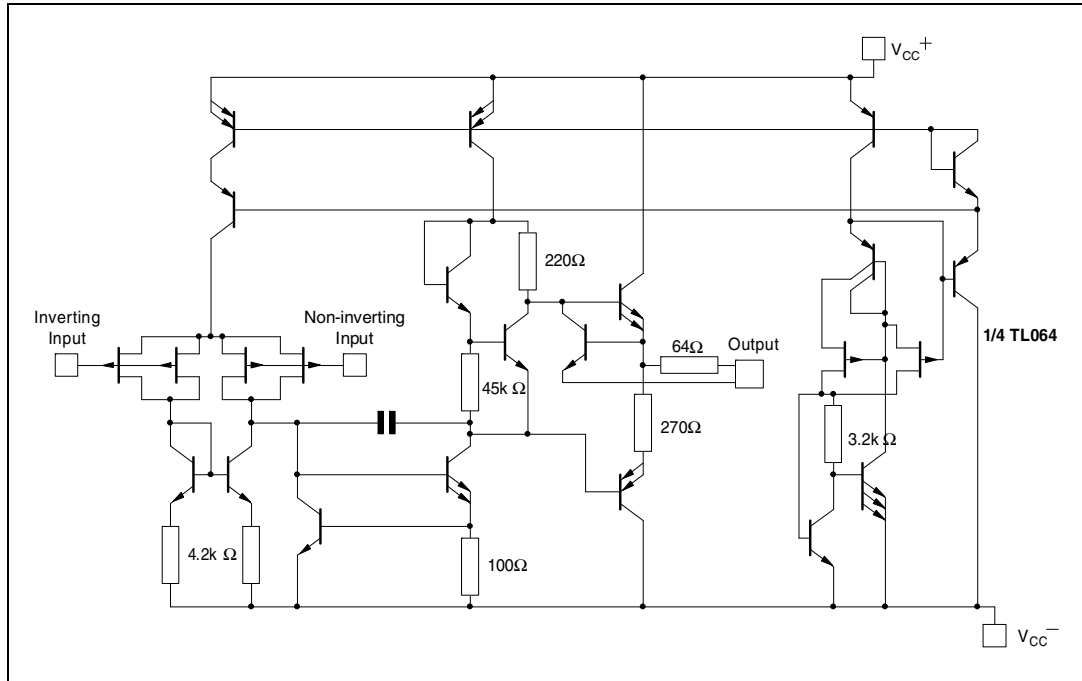 VCC+
220Ω
Inverting
Input
Non-inverting
Input
64Ω
Output
1/4 TL064
45k Ω
270Ω
3.2k Ω
4.2k Ω
100Ω
VCC−